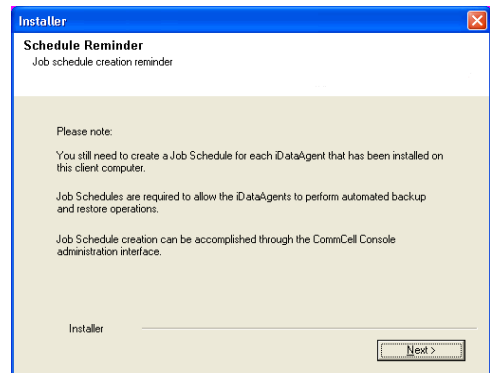 Installer
Schedule Reminder
Job schedule creation reminder
Please note:
You still need to create a Job Schedule for each iDataAgent that has been installed on
this client computer.
Job Schedules are required to allow the iDataAgents to perform automated backup
and restore operations.
Job Schedule creation can be accomplished through the CommCell Console
administration interface.
Installer
Next >